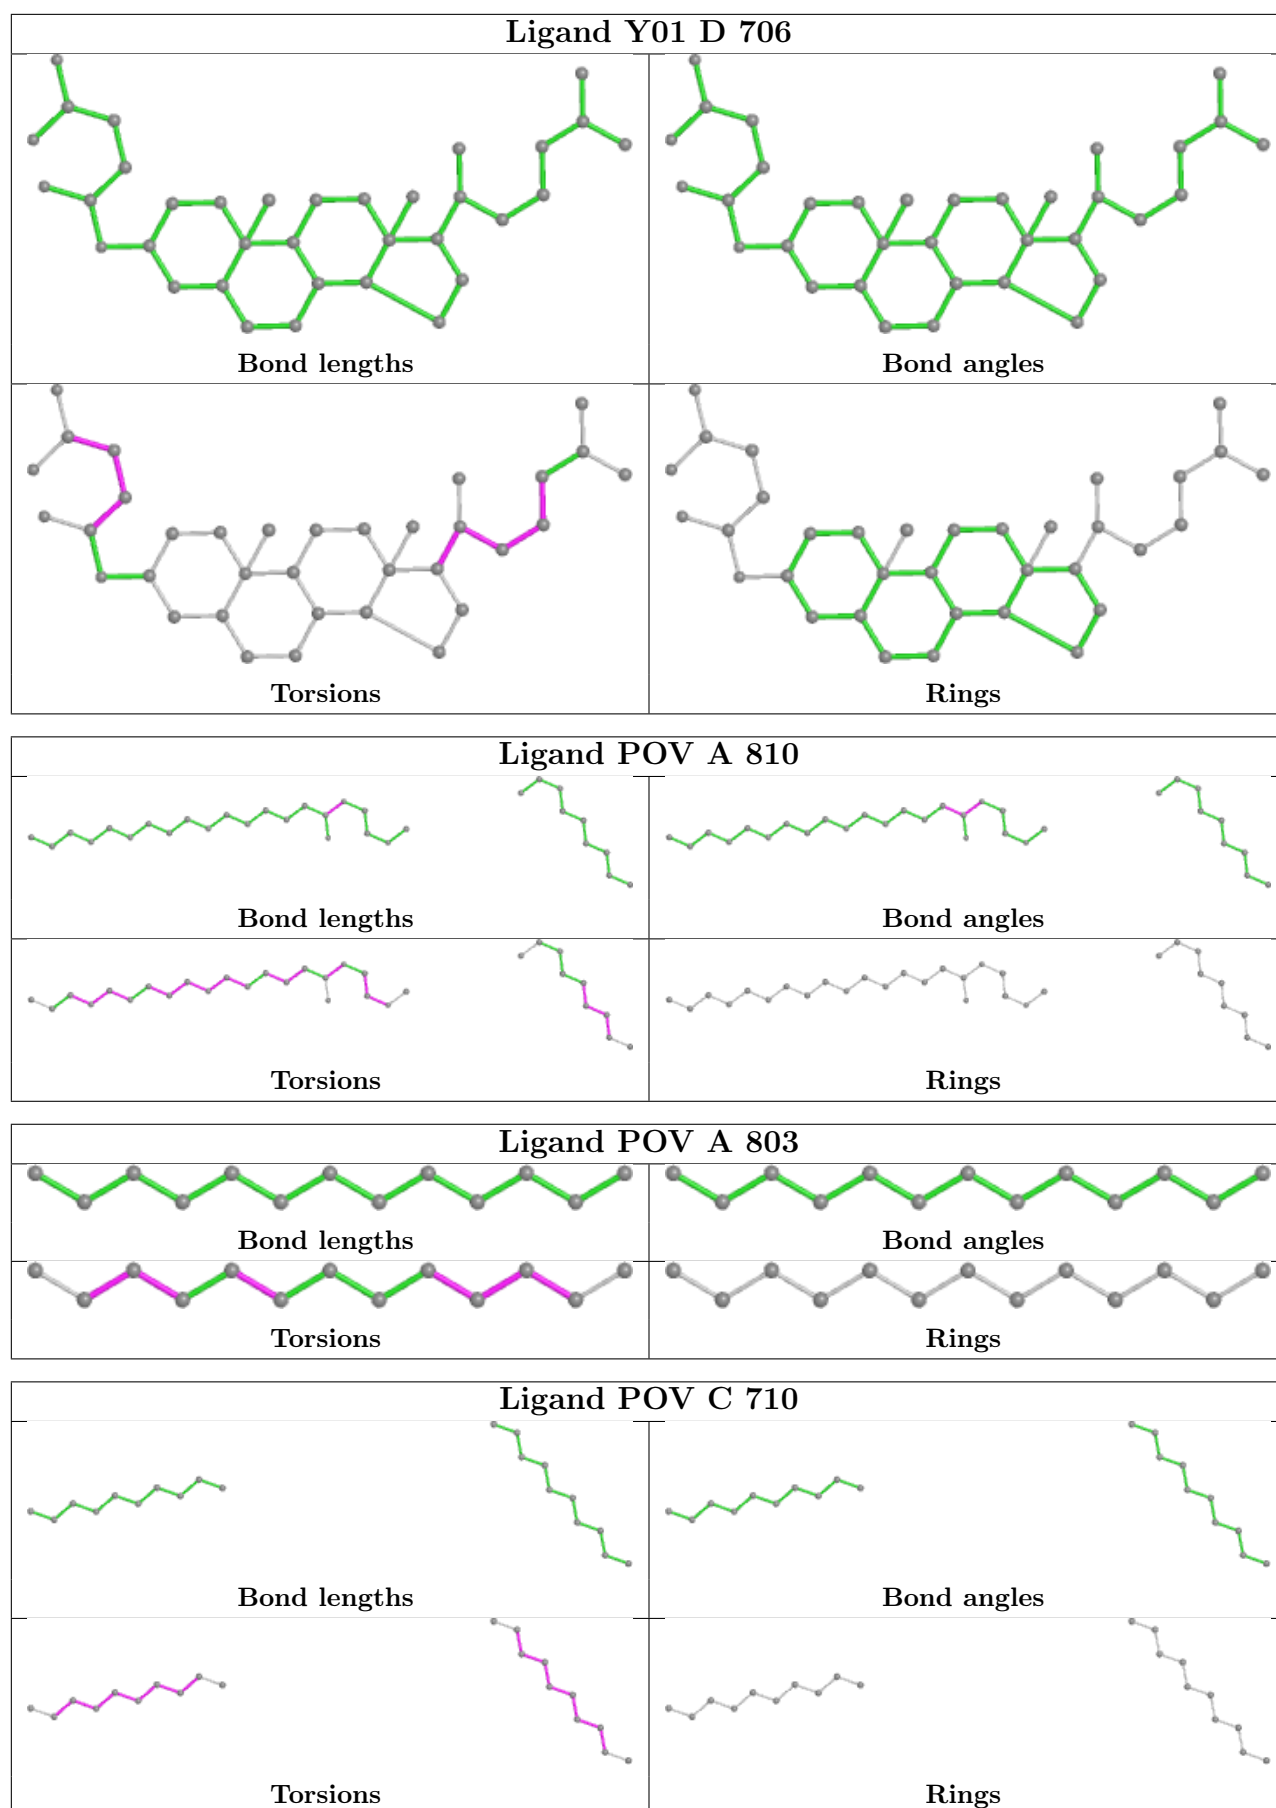 Ligand Y01 D 706
Bond lengths
Bond angles
Torsions
Rings
Ligand POV A 810
Bond lengths
Bond angles
Torsions
Rings
Ligand POV A 803
Bond lengths
Bond angles
Torsions
Rings
Ligand POV C 710
Bond lengths
Bond angles
Torsions
Rings